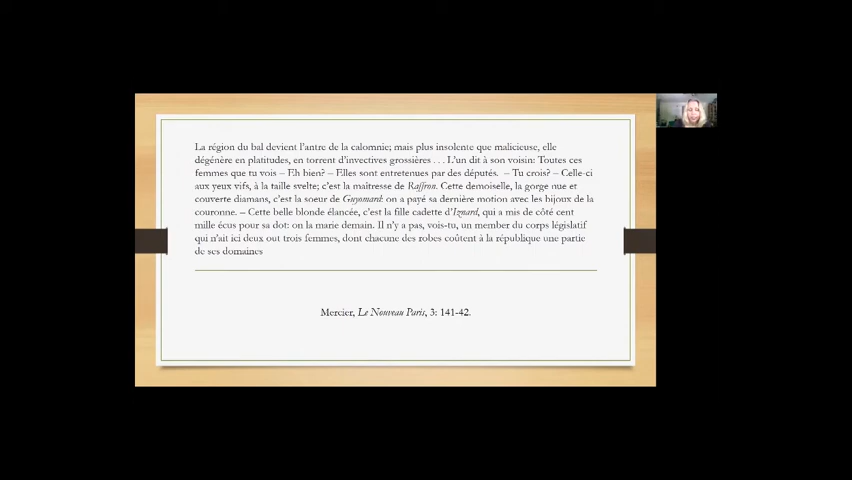 La région du bal devient l'antre de la calomnie; mais plus insolente que malicieuse, elle
dégénère en platitudes, en torrent d'invectives grossières . . . L'un dit à son voisin: Toutes ces
femmes que tu vois – Eh bien? – Elles sont entretenues par des députés. – Tu crois? – Celle-ci
aux yeux vifs, à la taille svelte; c'est la maîtresse de Raffron. Cette demoiselle, la gorge nue et
couverte diamans, c'est la soeur de Guyomard: on a payé sa dernière motion avec les bijoux de la
couronne. – Cette belle blonde élancée, c'est la fille cadette d'Iznard, qui a mis de côté cent
mille écus pour sa dot: on la marie demain. Il n'y a pas, vois-tu, un member du corps législatif
qui n'ait ici deux out trois femmes, dont chacune des robes coûtent à la république une partie
de ses domaines
Mercier, Le Nouveau Paris, 3: 141-42.